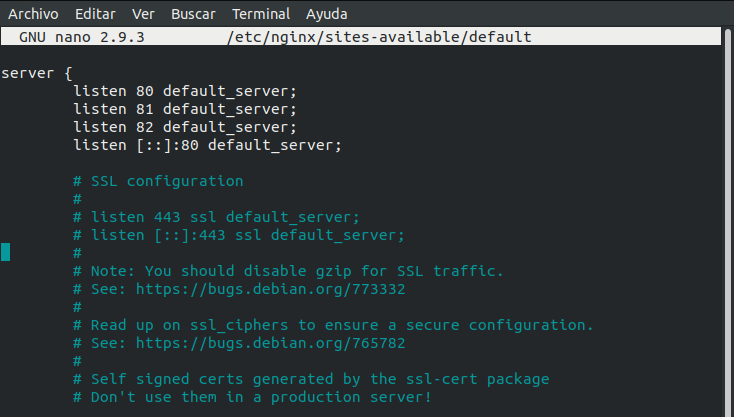 Archivo Editar Ver Buscar Terminal Ayuda
GNU nano 2.9.3 /etc/nginx/sites-available/default
server {
listen 80 default_server;
listen 81 default_server;
listen 82 default_server;
listen [::]:80 default_server;
# SSL configuration
#
# listen 443 ssl default_server;
# listen [::]:443 ssl default_server;
#
# Note: You should disable gzip for SSL traffic.
# See: https://bugs.debian.org/773332
#
# Read up on ssl_ciphers to ensure a secure configuration.
# See: https://bugs.debian.org/765782
#
# Self signed certs generated by the ssl-cert package
# Don't use them in a production server!